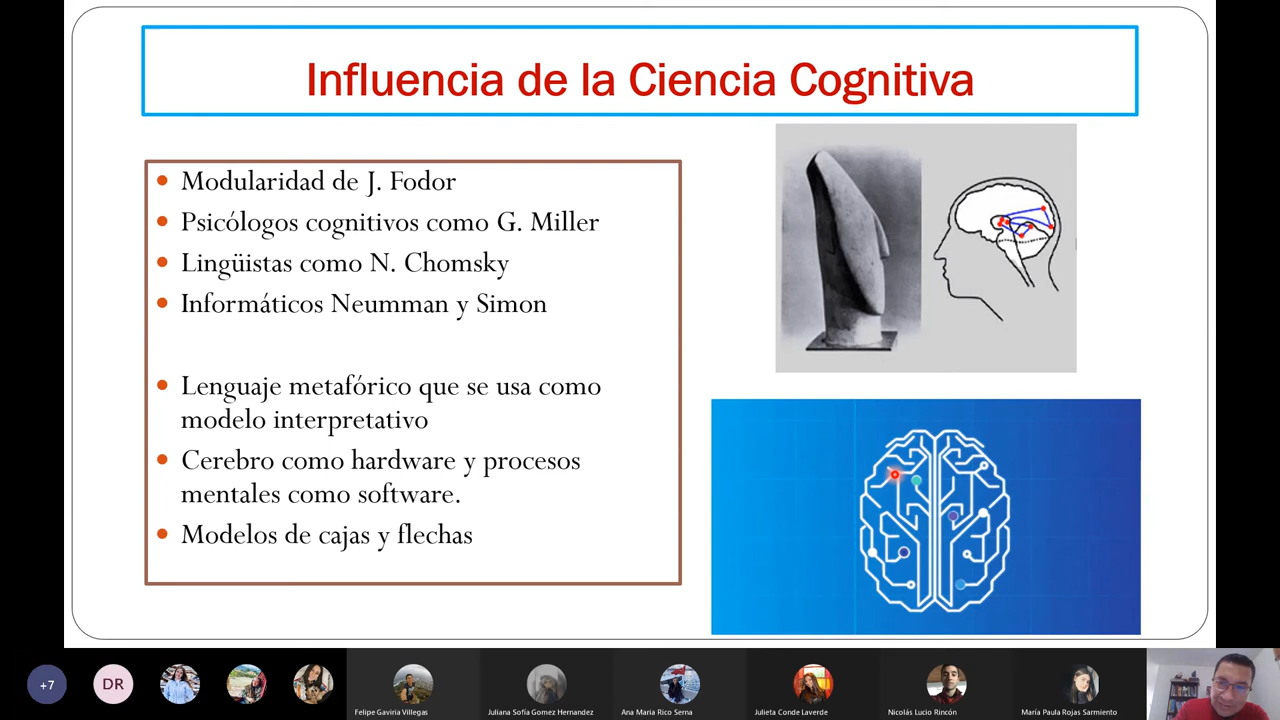 Influencia de la Ciencia Cognitiva
Modularidad de J. Fodor
Psicólogos cognitivos como G. Miller
Lingüistas como N. Chomsky
Informáticos Neumman y Simon
Lenguaje metafórico que se usa como
modelo interpretativo
Cerebro como hardware y procesos
mentales como software.
Modelos de cajas y flechas
+7
DR
Felipe Gaviria Villegas
Juliana Sofía Gomez Hernandez
Ana Maria Rico Serna
Julieta Conde Laverde
Nicolás Lucio Rincón
María Paula Rojas Sarmiento